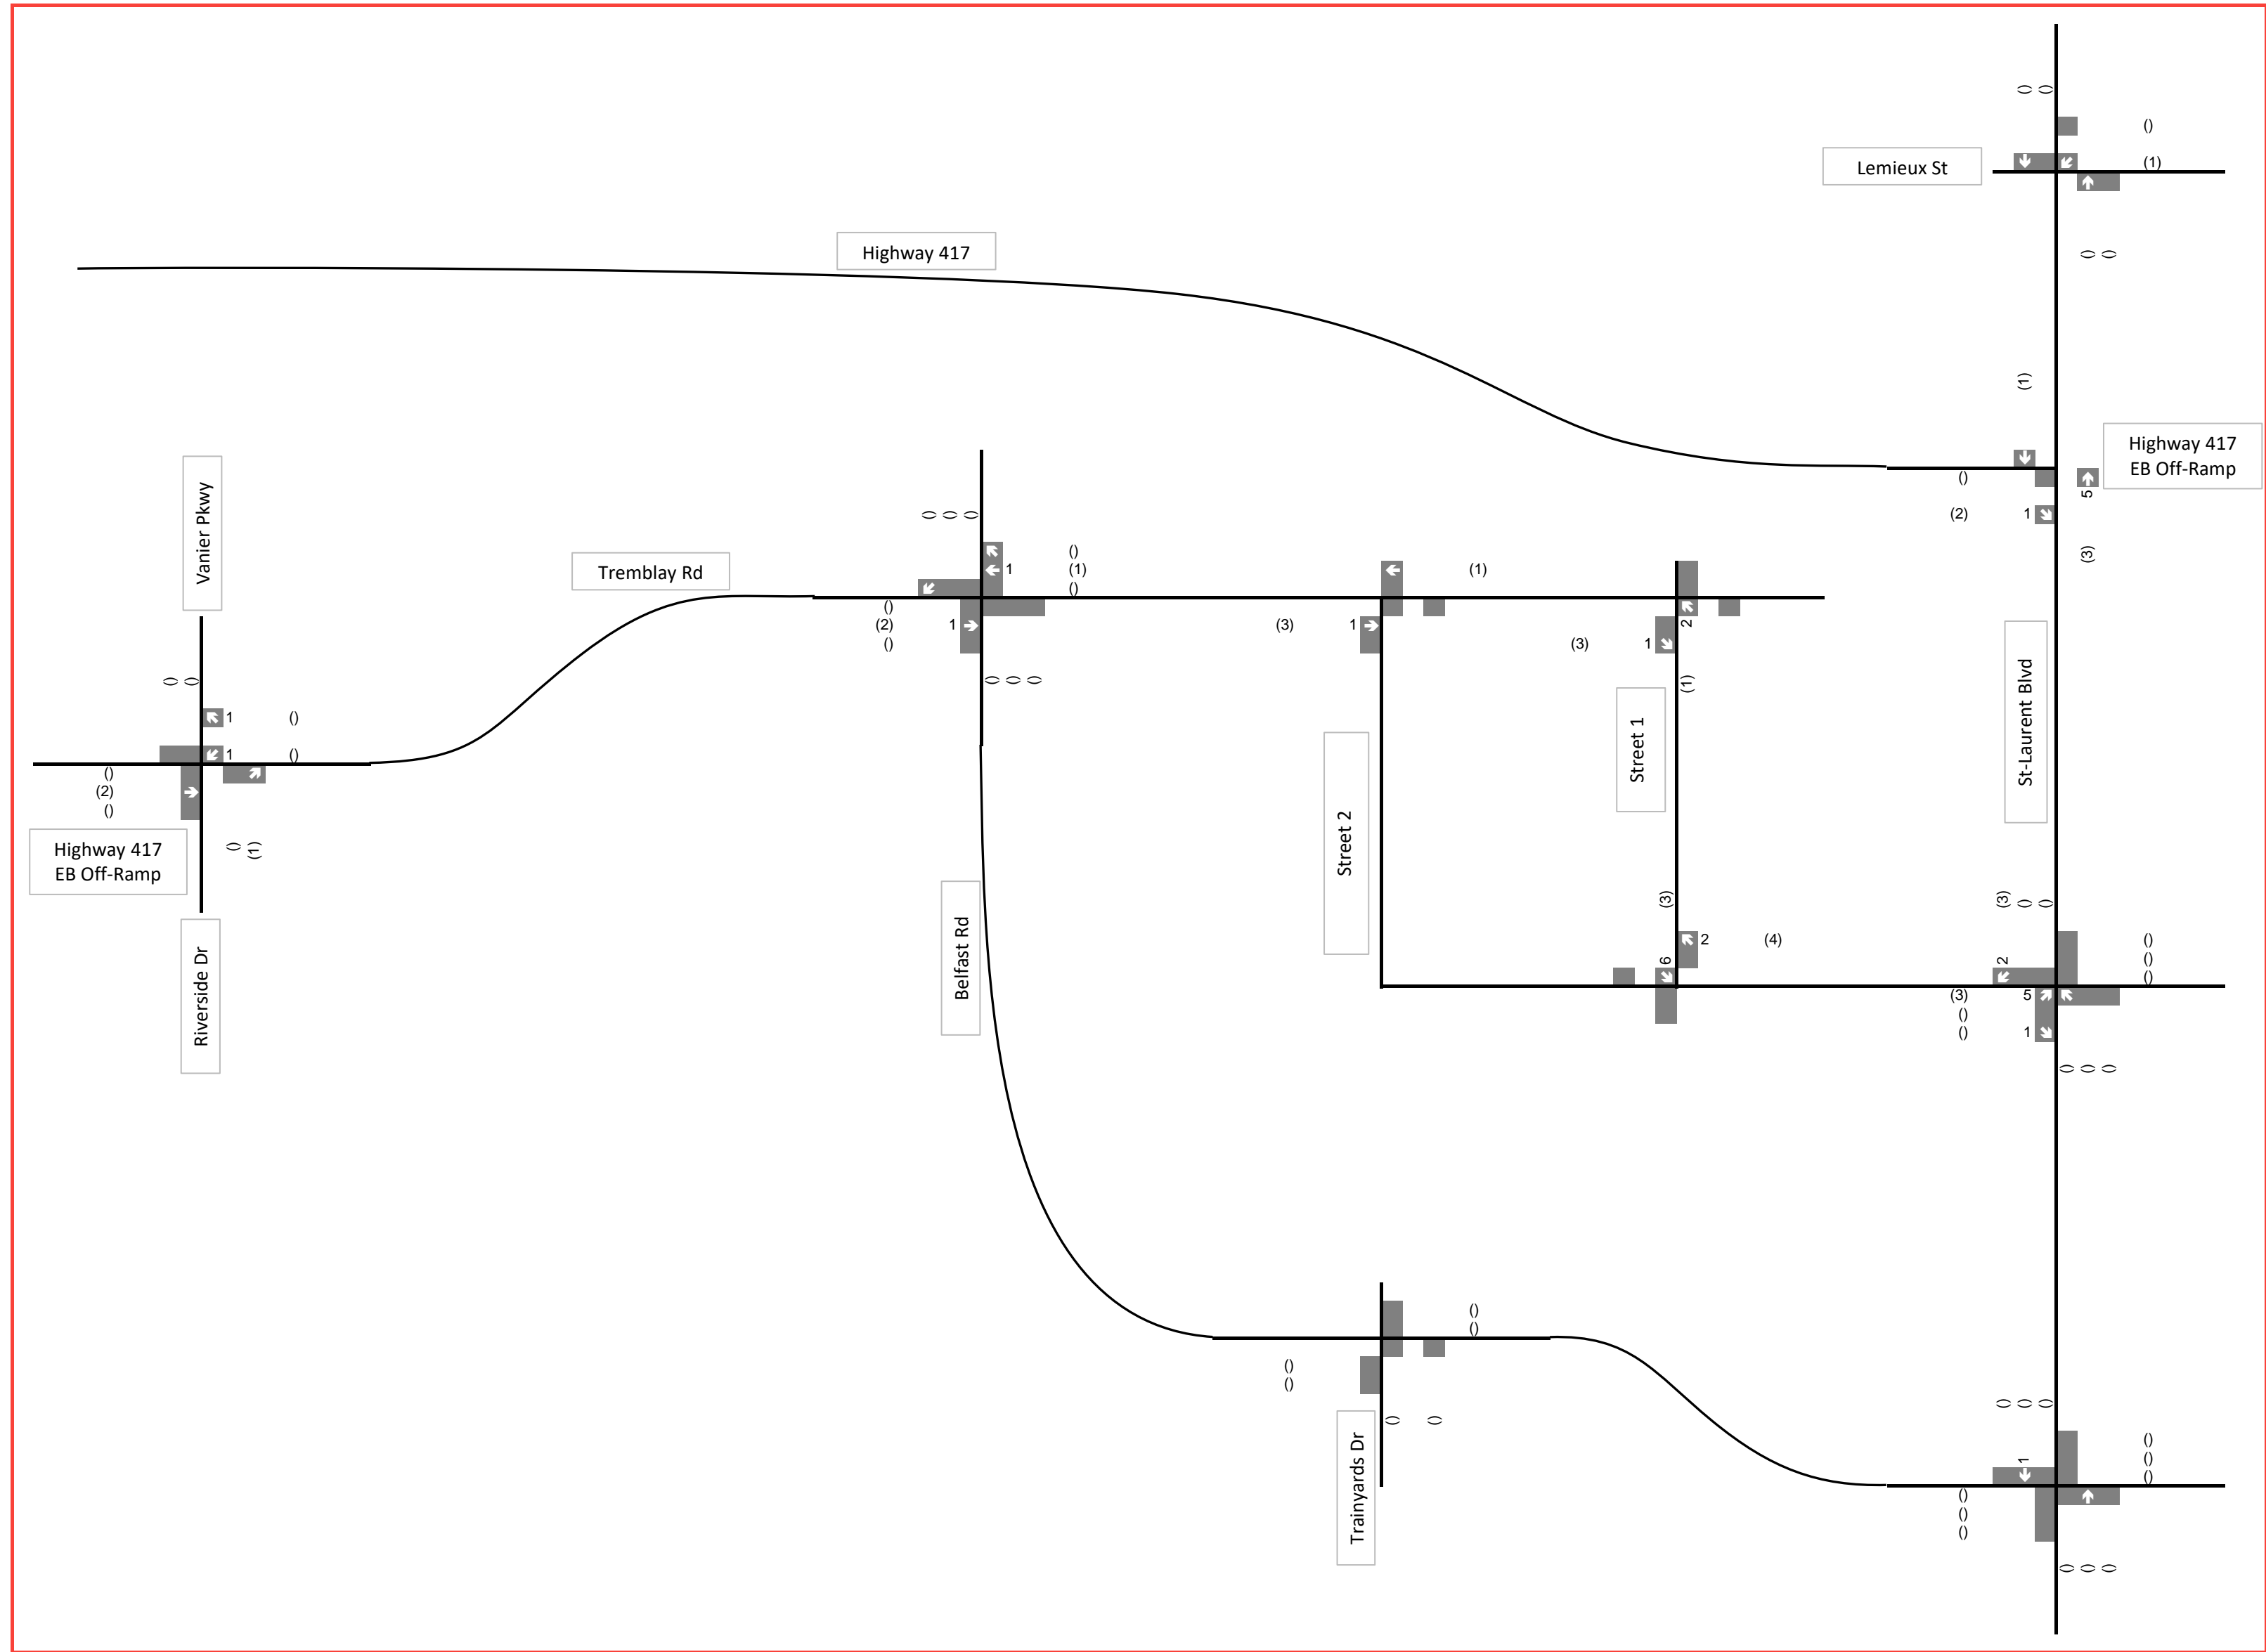 () ()
()
Lemieux St
(1)
Highway 417
() ()
(1)
Highway 417
EB Off-Ramp
()
5
(2) 1
(3)
Vanier Pkwy
() () ()
()
1 (1)
()
Tremblay Rd
()
(2) 1
()
() () ()
(1)
(3) 1
2
(3) 1
(1)
() ()
1 ()
1 ()
()
(2)
()
() (1)
Highway 417
EB Off-Ramp
Riverside Dr
Belfast Rd
Street 2
Street 1
St-Laurent Blvd
(3)
2 (4)
6
(3) () ()
2
()
()
()
(3) 5
()
() 1
() () ()
()
()
()
()
() ()
Trainyards Dr
() () ()
1
()
()
()
()
()
()
() () ()